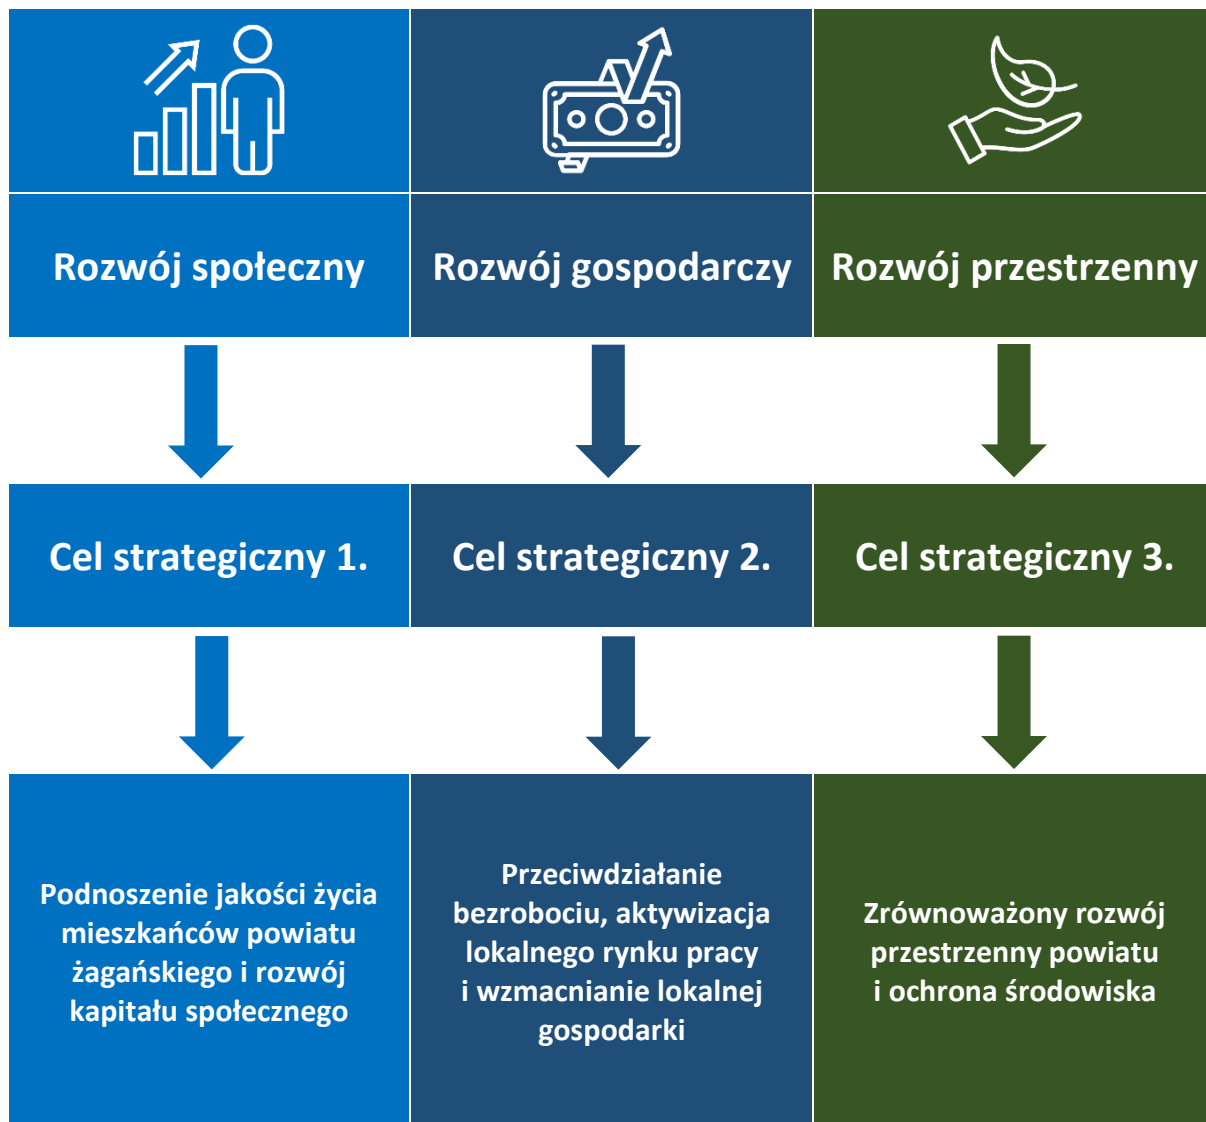 Rozwój społeczny
Rozwój gospodarczy
Rozwój przestrzenny
Cel strategiczny 1.
Cel strategiczny 2.
Cel strategiczny 3.
Podnoszenie jakości życia
mieszkańców powiatu
żagańskiego i rozwój
kapitału społecznego
Przeciwdziałanie
bezrobociu, aktywizacja
lokalnego rynku pracy
i wzmacnianie lokalnej
gospodarki
Zrównoważony rozwój
przestrzenny powiatu
i ochrona środowiska